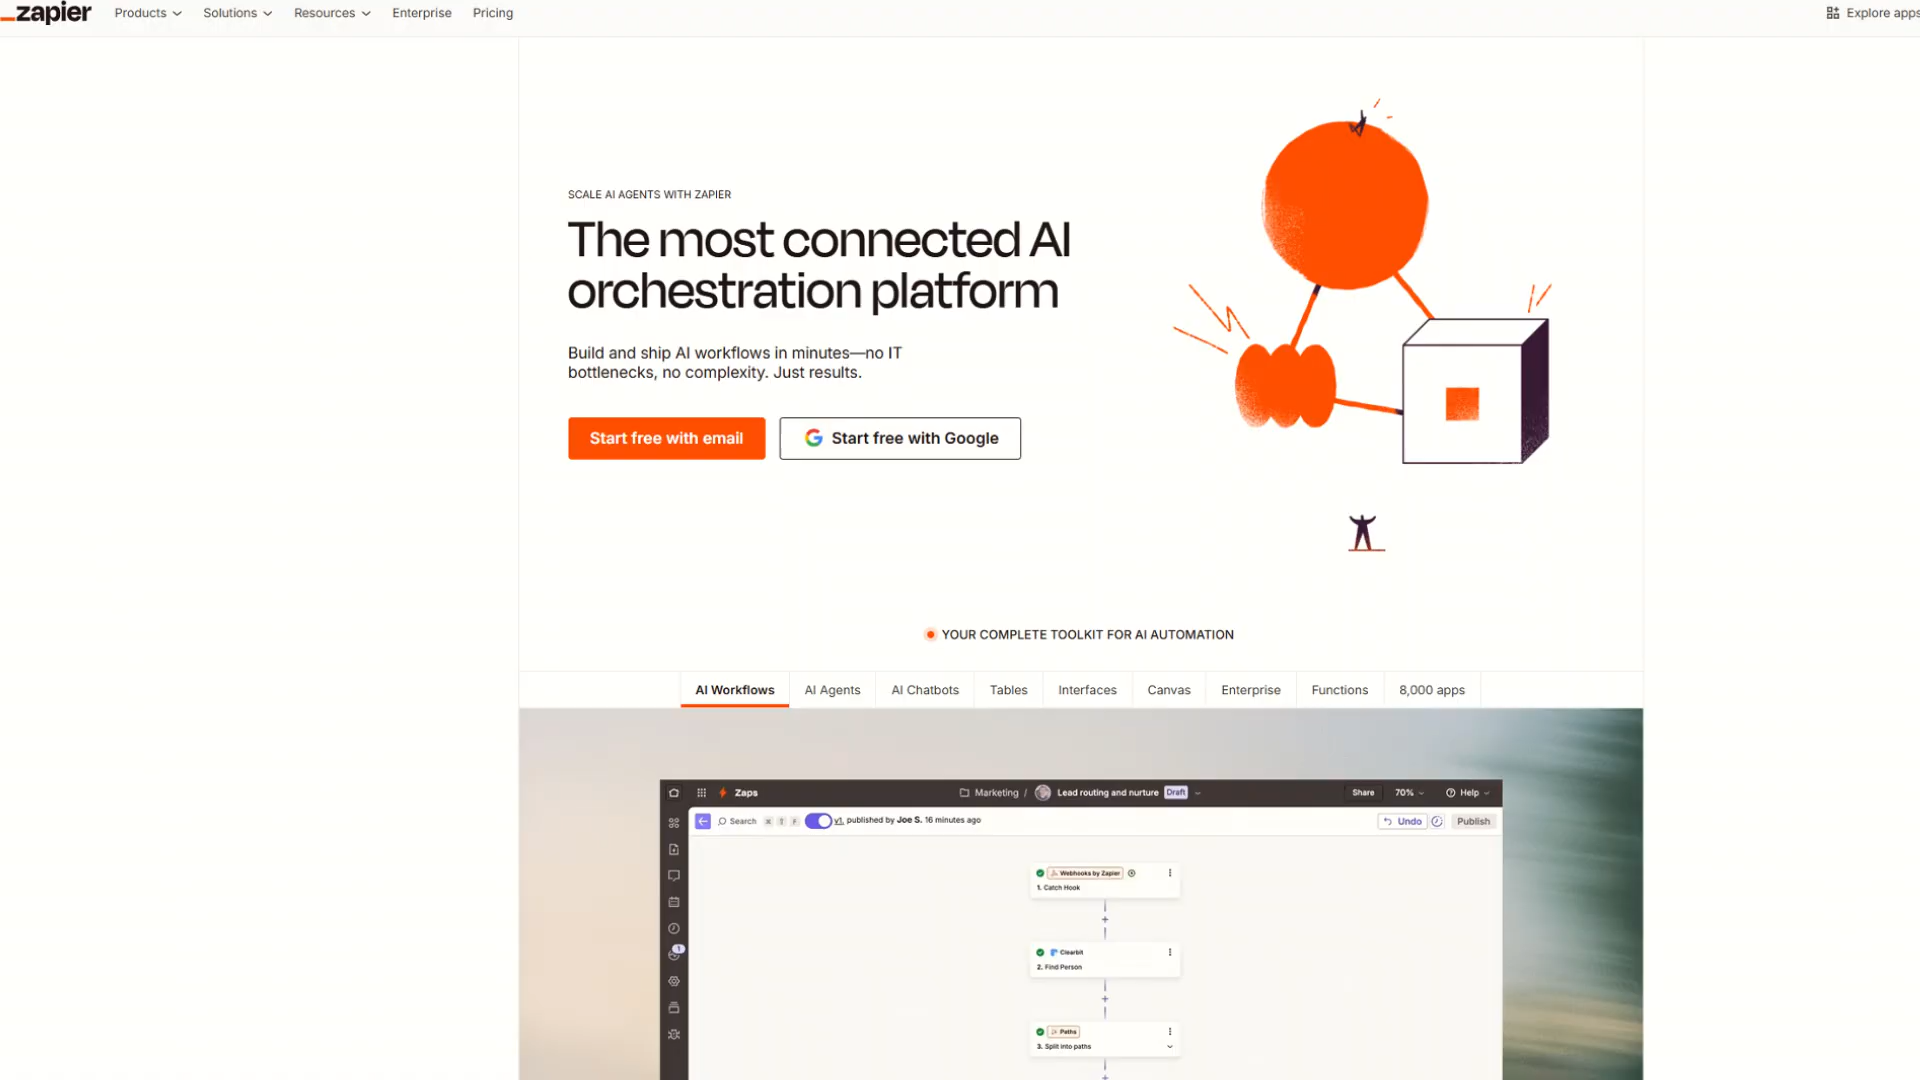 zapier
Products Solutions Resources Enterprise Pricing
Explore apps
SCALE AI AGENTS WITH ZAPIER
The most connected AI
orchestration platform
Build and ship AI workflows in minutes—no IT
bottlenecks, no complexity. Just results.
Start free with email
Start free with Google
YOUR COMPLETE TOOLKIT FOR AI AUTOMATION
AI Workflows AI Agents AI Chatbots Tables Interfaces Canvas Enterprise Functions 8,000 apps
Zaps
Marketing / Lead routing and nurture Draft
Share 70% Help
Search ⌘ ⇧ F v1. published by Joe S. 16 minutes ago
Undo Publish
Webhooks by Zapier
1. Catch Hook
Clearbit
2. Find Person
1
Paths
3. Split into paths